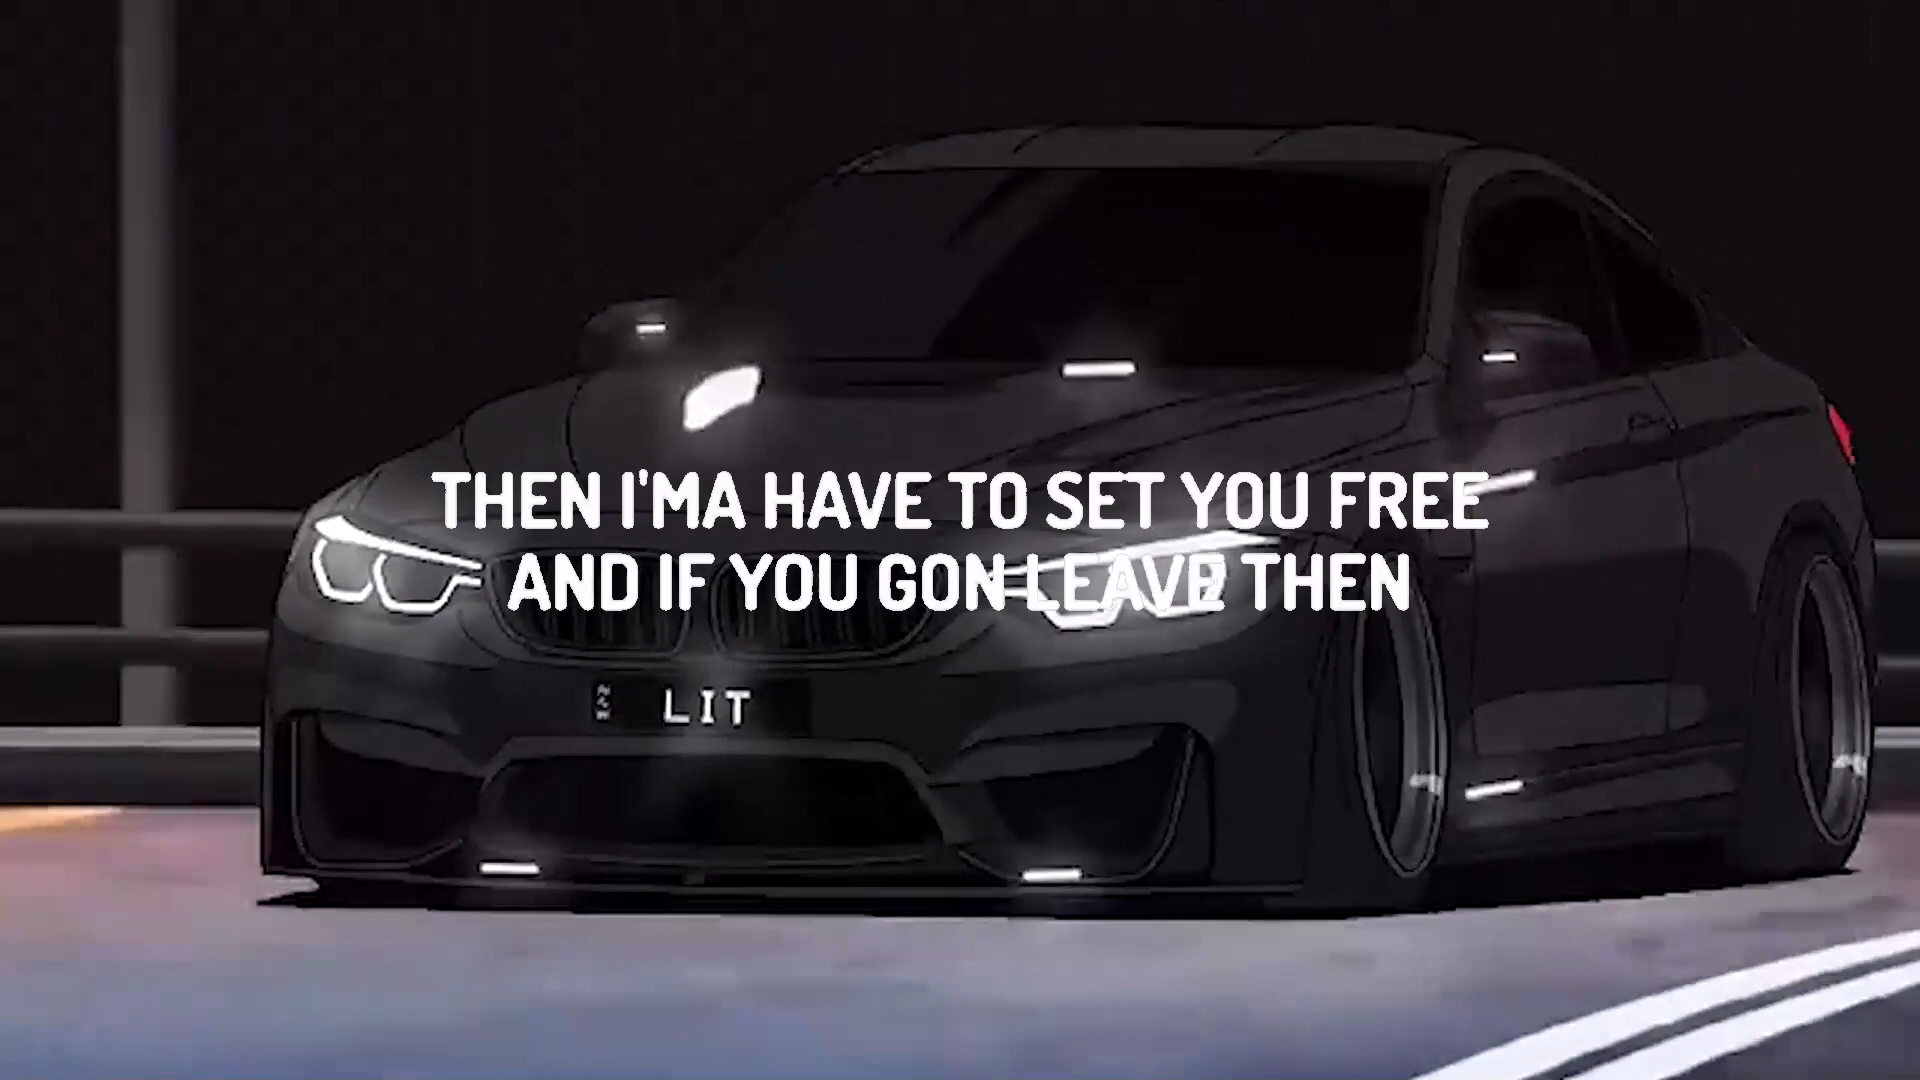 THEN I'MA HAVE TO SET YOU FREE
AND IF YOU GON LEAVE THEN
LIT